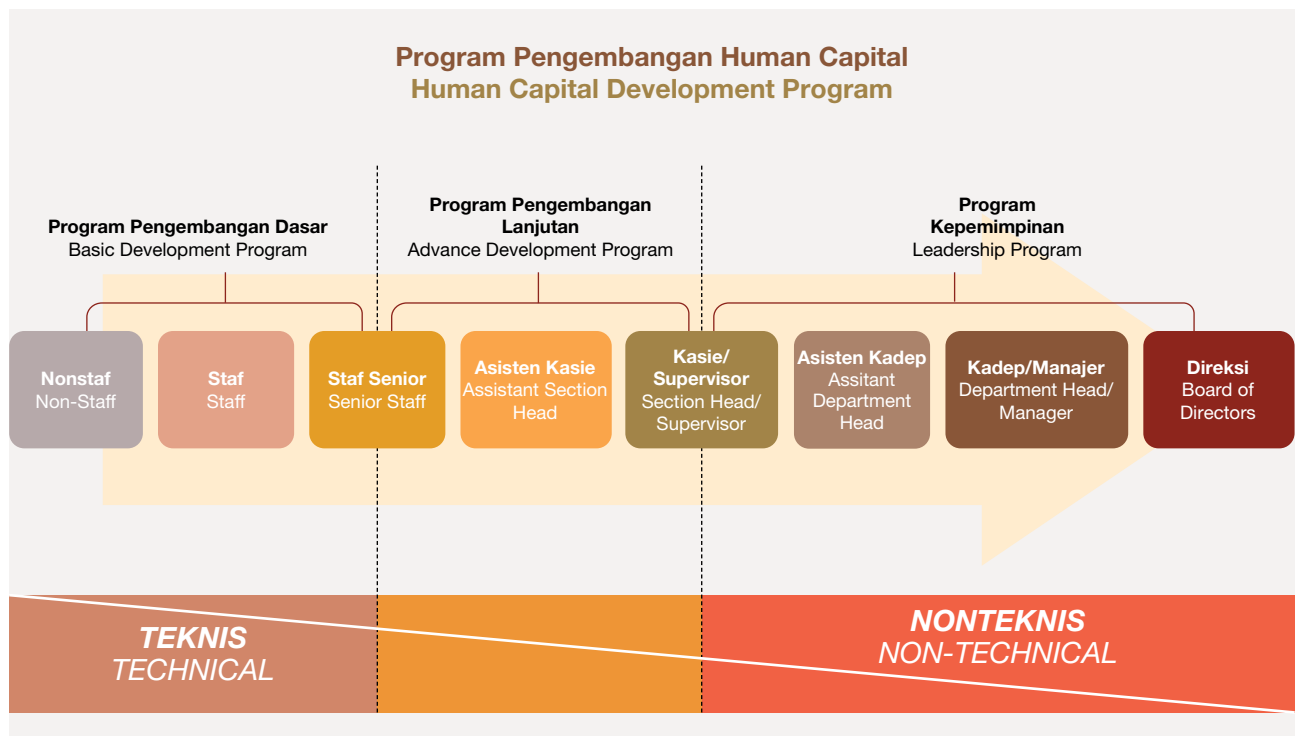 Program Pengembangan Human Capital
Human Capital Development Program
Program Pengembangan Dasar
Basic Development Program
Program Pengembangan
Lanjutan
Advance Development Program
Program
Kepemimpinan
Leadership Program
Nonstaf
Non-Staff
Staf
Staff
Staf Senior
Senior Staff
Asisten Kasie
Assistant Section
Head
Kasie/
Supervisor
Section Head/
Supervisor
Asisten Kadep
Assitant
Department
Head
Kadep/Manajer
Department Head/
Manager
Direksi
Board of
Directors
TEKNIS
TECHNICAL
NONTEKNIS
NON-TECHNICAL